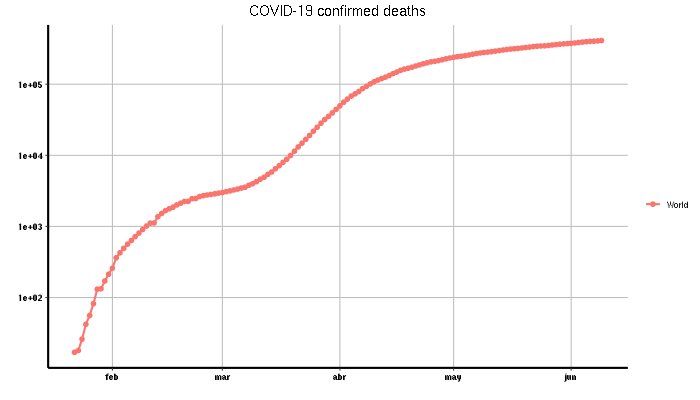 COVID-19 confirmed deaths
1e+05
1e+04
1e+03
1e+02
World
feb mar abr may jun